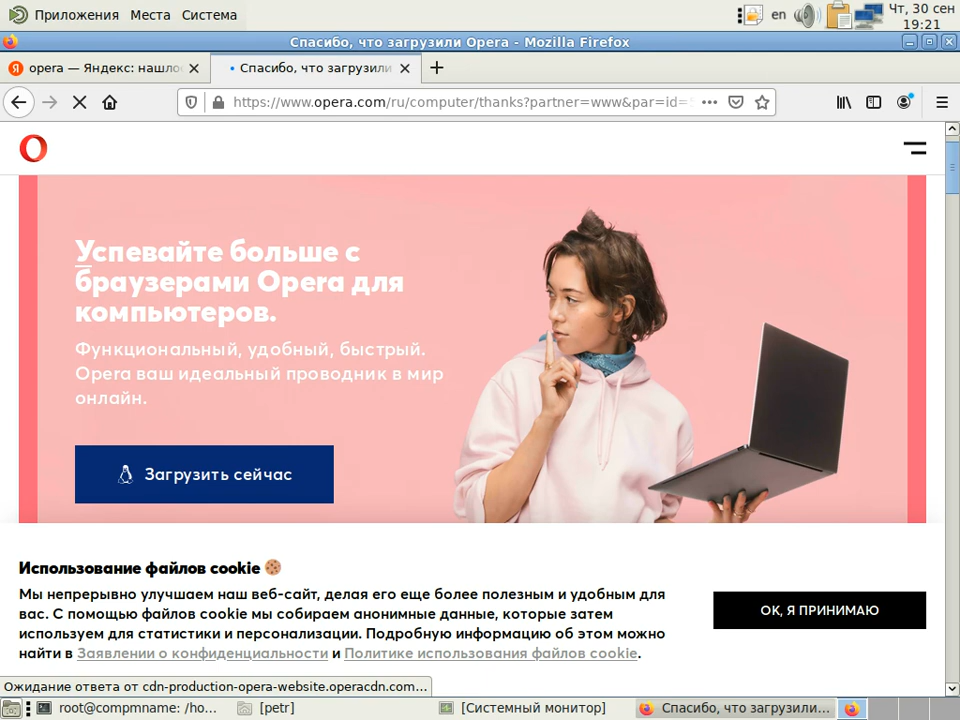 Приложения Места Система
en
Чт, 30 сен
19:21
Спасибо, что загрузили Opera - Mozilla Firefox
opera — Яндекс: нашло
Спасибо, что загрузили
https://www.opera.com/ru/computer/thanks?partner=www&par=id=
Успевайте больше с
браузерами Opera для
компьютеров.
Функциональный, удобный, быстрый.
Opera ваш идеальный проводник в мир
онлайн.
Загрузить сейчас
Использование файлов cookie
Мы непрерывно улучшаем наш веб-сайт, делая его еще более полезным и удобным для
вас. С помощью файлов cookie мы собираем анонимные данные, которые затем
используем для статистики и персонализации. Подробную информацию об этом можно
найти в Заявлении о конфиденциальности и Политике использования файлов cookie.
ОК, Я ПРИНИМАЮ
Ожидание ответа от cdn-production-opera-website.operacdn.com...
root@compmname: /ho...
[petr]
[Системный монитор]
Спасибо, что загрузили...